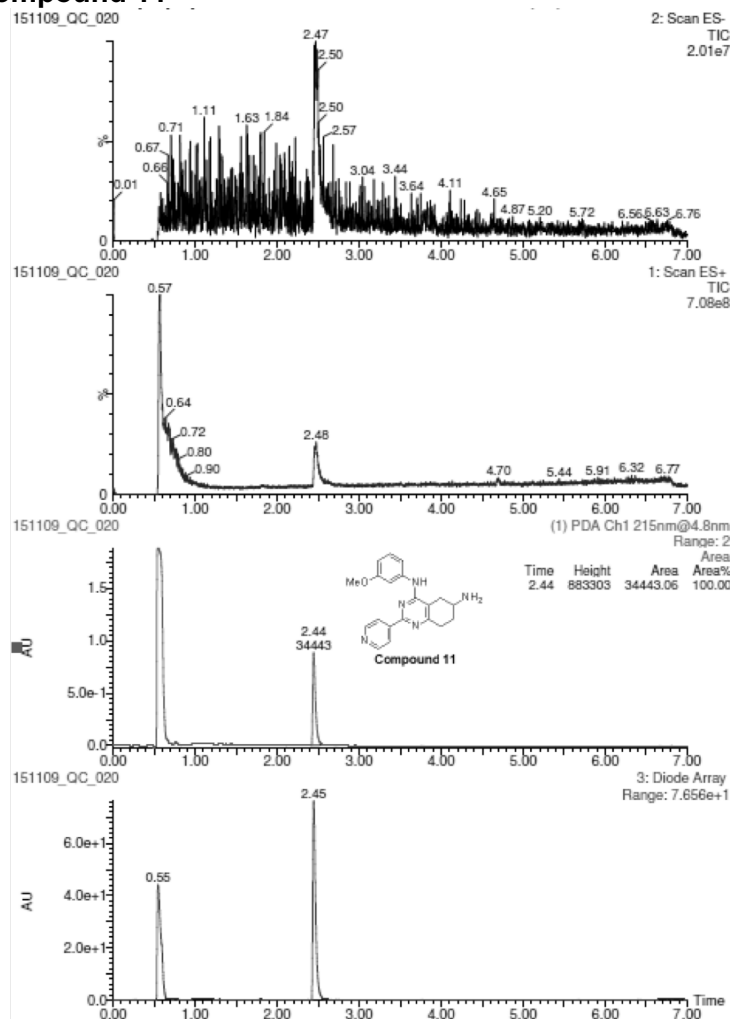 151109_QC_020
2: Scan ES-
TIC
2.01e7
2.47
2.50
2.50
2.57
1.11
1.63
1.84
0.71
0.67
0.66
0.01
3.04
3.44
3.64
4.11
4.65
4.87
5.20
5.72
6.56
6.63
6.76
%
0
0.00 1.00 2.00 3.00 4.00 5.00 6.00 7.00
151109_QC_020
1: Scan ES+
TIC
7.08e8
0.57
0.64
0.72
0.80
0.90
2.48
4.70
5.44
5.91
6.32
6.77
%
0
0.00 1.00 2.00 3.00 4.00 5.00 6.00 7.00
151109_QC_020
(1) PDA Ch1 215nm@4.8nm
Range: 2
Area
Time Height Area Area%
2.44 883303 34443.06 100.00
2.44
34443
MeO
NH
NH2
N
N
N
Compound 11
AU
1.5
1.0
5.0e-1
0.0
0.00 1.00 2.00 3.00 4.00 5.00 6.00 7.00
151109_QC_020
3: Diode Array
Range: 7.656e+1
2.45
0.55
AU
6.0e+1
4.0e+1
2.0e+1
0.0
Time
0.00 1.00 2.00 3.00 4.00 5.00 6.00 7.00